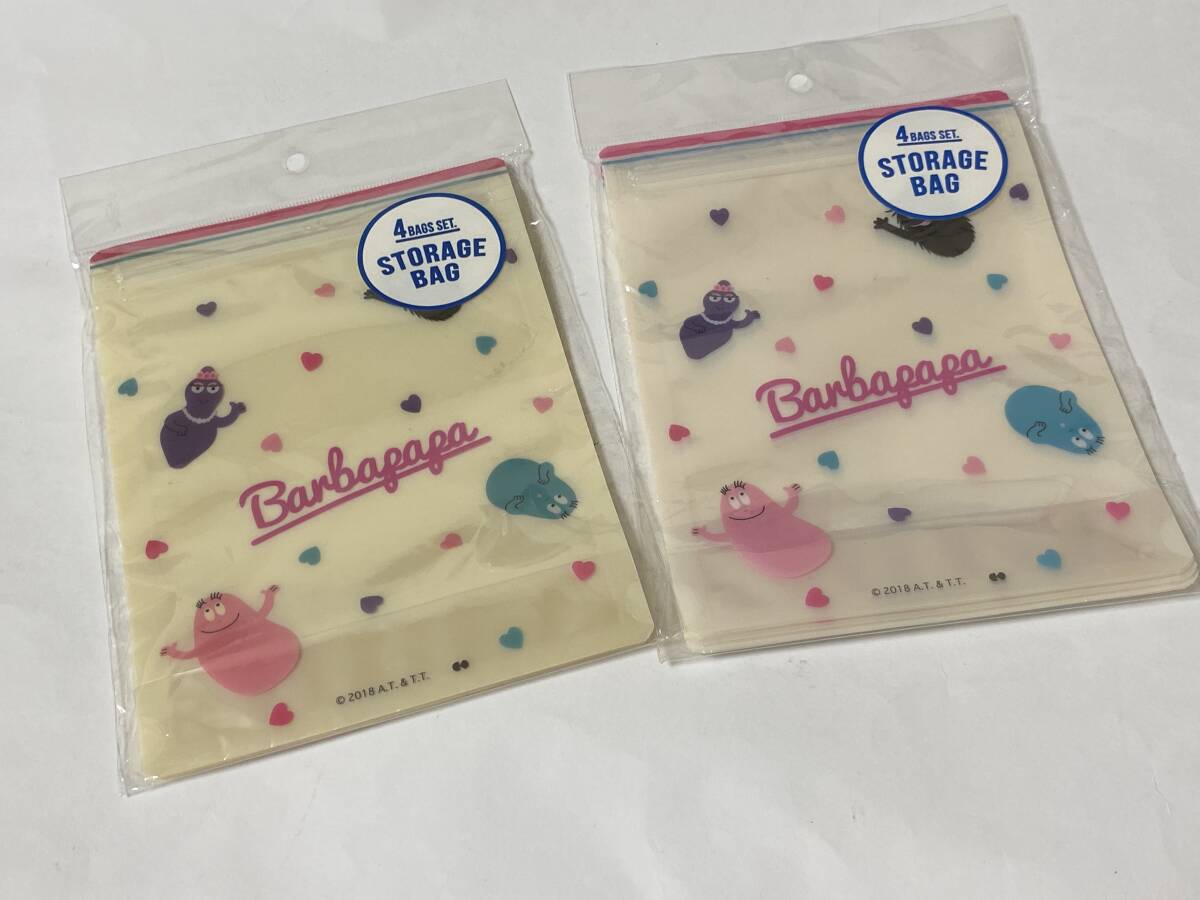 4 BAGS SET.
STORAGE
BAG
Barbapapa
© 2018 A.T. & T.T.
4 BAGS SET.
STORAGE
BAG
Barbapapa
© 2018 A.T. & T.T.